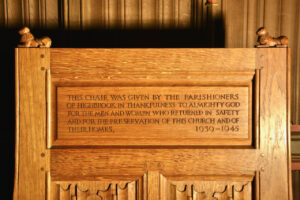 THIS CHAIR WAS GIVEN BY THE PARISHIONERS
OF HIGHBROOK IN THANKFULNESS TO ALMIGHTY GOD
FOR THE MEN AND WOMEN WHO RETURNED IN SAFETY
AND FOR THE PRESERVATION OF THIS CHURCH AND OF
THEIR HOMES. 1939-1945